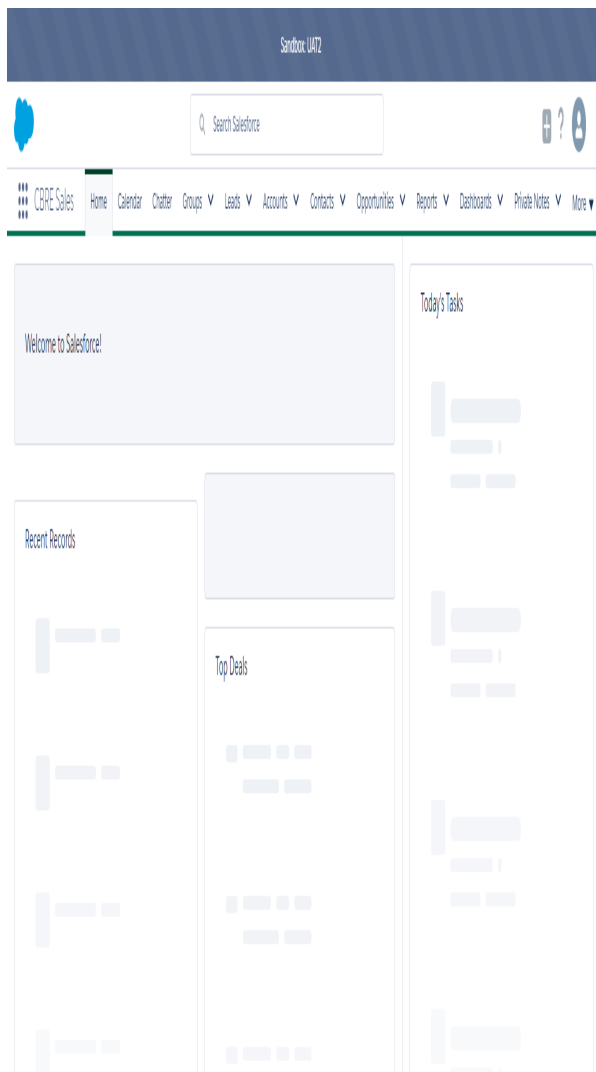 Sandbox: UAT2
Search Salesforce
?
CBRE Sales Home Calendar Chatter Groups Leads Accounts Contacts Opportunities Reports Dashboards Private Notes More
Welcome to Salesforce!
Today's Tasks
Recent Records
Top Deals